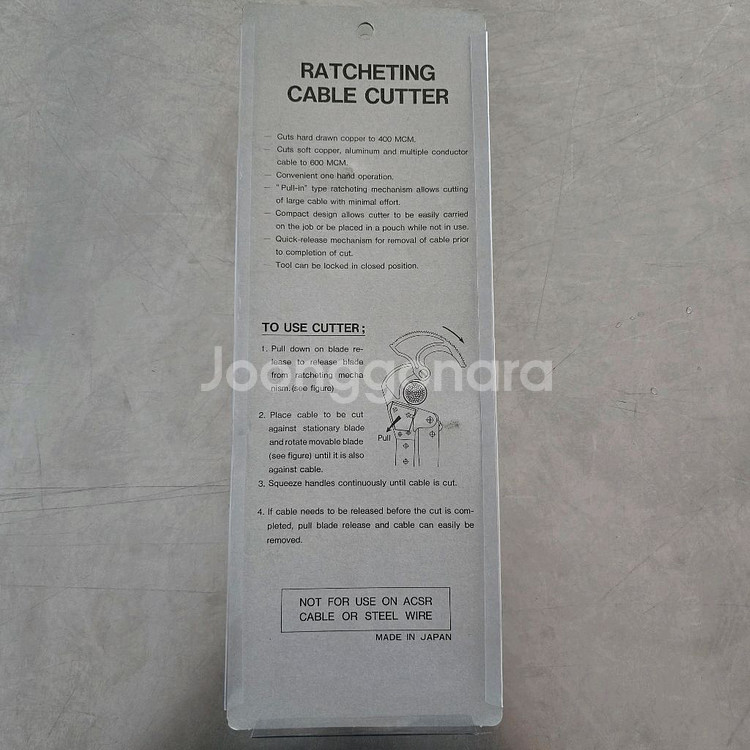 RATCHETING
CABLE CUTTER
— Cuts hard drawn copper to 400 MCM.
— Cuts soft copper, aluminum and multiple conductor
cable to 600 MCM.
— Convenient one hand operation.
— "Pull-in" type ratcheting mechanism allows cutting
of large cable with minimal effort.
— Compact design allows cutter to be easily carried
on the job or be placed in a pouch while not in use.
— Quick-release mechanism for removal of cable prior
to completion of cut.
— Tool can be locked in closed position.
TO USE CUTTER;
1. Pull down on blade re-
lease to release blade
from ratcheting mecha
nism. (see figure)
2. Place cable to be cut
against stationary blade
and rotate movable blade
(see figure) until it is also
against cable.
Pull
3. Squeeze handles continuously until cable is cut.
4. If cable needs to be released before the cut is com-
pleted, pull blade release and cable can easily be
removed.
NOT FOR USE ON ACSR
CABLE OR STEEL WIRE
MADE IN JAPAN
Joonggonara